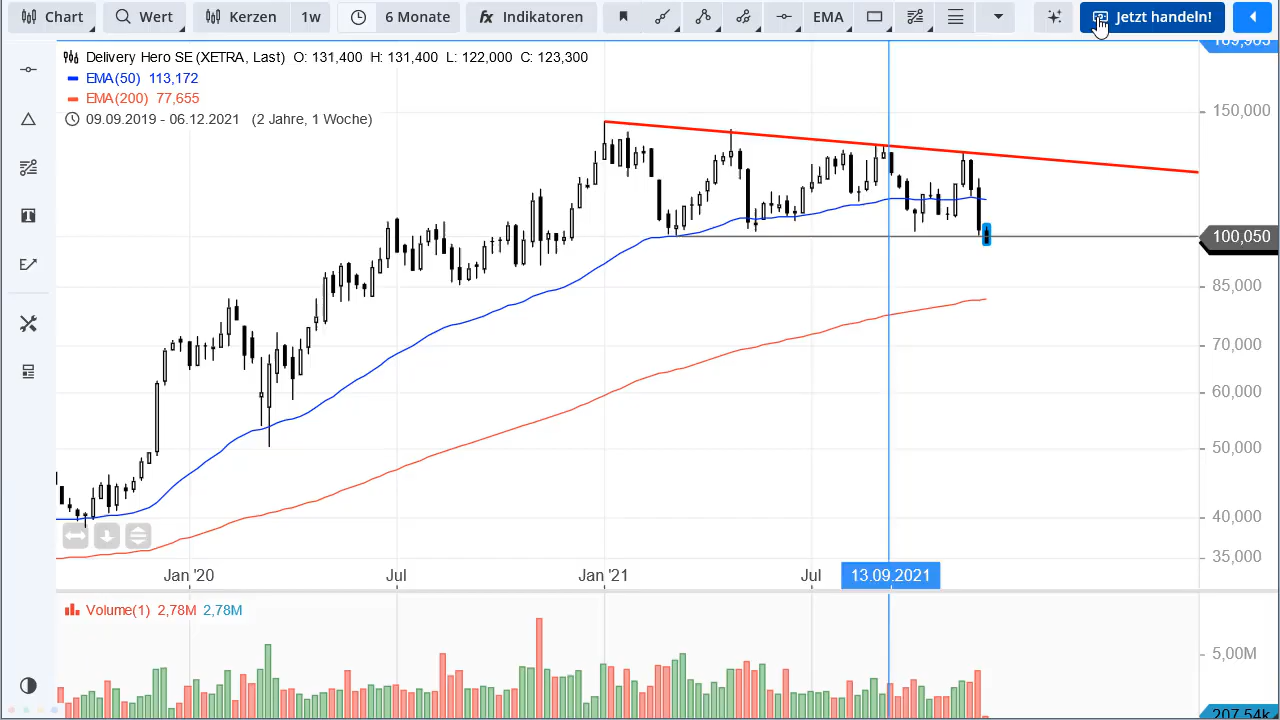 Chart Wert Kerzen 1w 6 Monate fx Indikatoren EMA Jetzt handeln!
Delivery Hero SE (XETRA, Last) O: 131,400 H: 131,400 L: 122,000 C: 123,300
EMA(50) 113,172
EMA(200) 77,655
09.09.2019 - 06.12.2021 (2 Jahre, 1 Woche)
150,000
100,050
85,000
70,000
60,000
50,000
40,000
35,000
Jan '20 Jul Jan '21 Jul 13.09.2021
Volume(1) 2,78M 2,78M
5,00M
207,54k